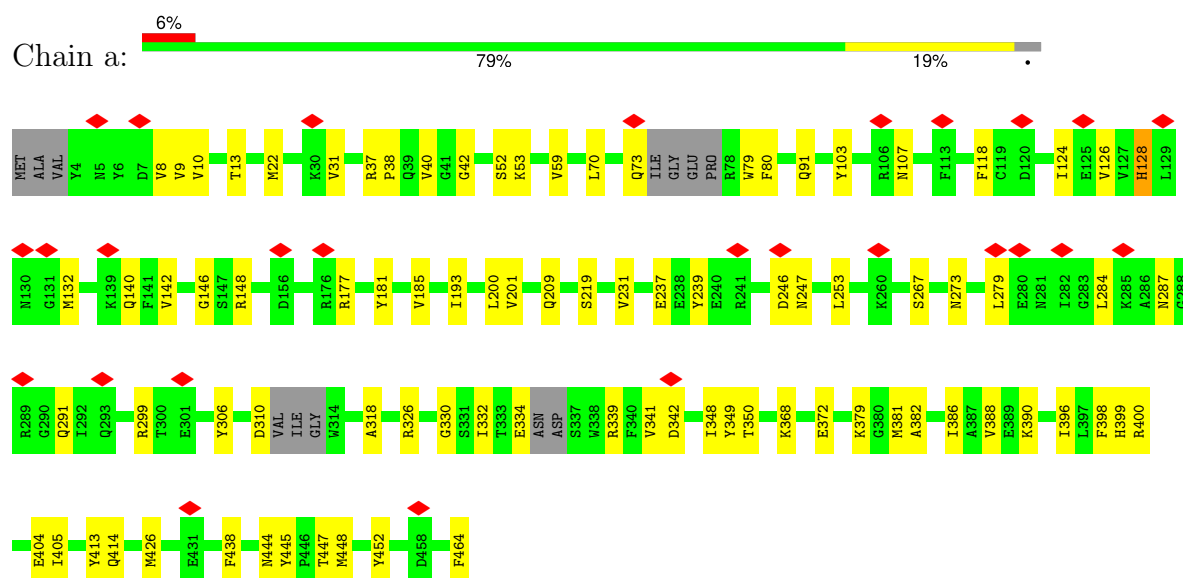 6%
Chain a:
79% 19% •
MET ALA VAL Y4 N5 Y6 D7 V8 V9 V10 T13 M22 K30 V31 R37 P38 Q39 V40 G41 G42 S52 K53 V59 L70 Q73 ILE GLY GLU PRO R78 W79 F80 Q91 Y103 R106 N107 F113 F118 C119 D120 I124 E125 V126 V127 H128 L129
N130 G131 M132 K139 Q140 F141 V142 G146 S147 R148 D156 R176 R177 Y181 V185 I193 L200 V201 Q209 S219 V231 E237 E238 Y239 E240 R241 D246 N247 L253 K260 S267 N273 L279 E280 N281 I282 G283 L284 K285 A286 N287 G288
R289 G290 Q291 I292 Q293 R299 T300 E301 Y306 D310 VAL ILE GLY W314 A318 R326 G330 S331 I332 T333 E334 ASN ASP S337 W338 R339 F340 V341 D342 I348 Y349 T350 K368 E372 K379 G380 M381 A382 I386 A387 V388 E389 K390 I396 L397 F398 H399 R400
E404 I405 Y413 Q414 M426 E431 F438 N444 Y445 P446 T447 M448 Y452 D458 F464